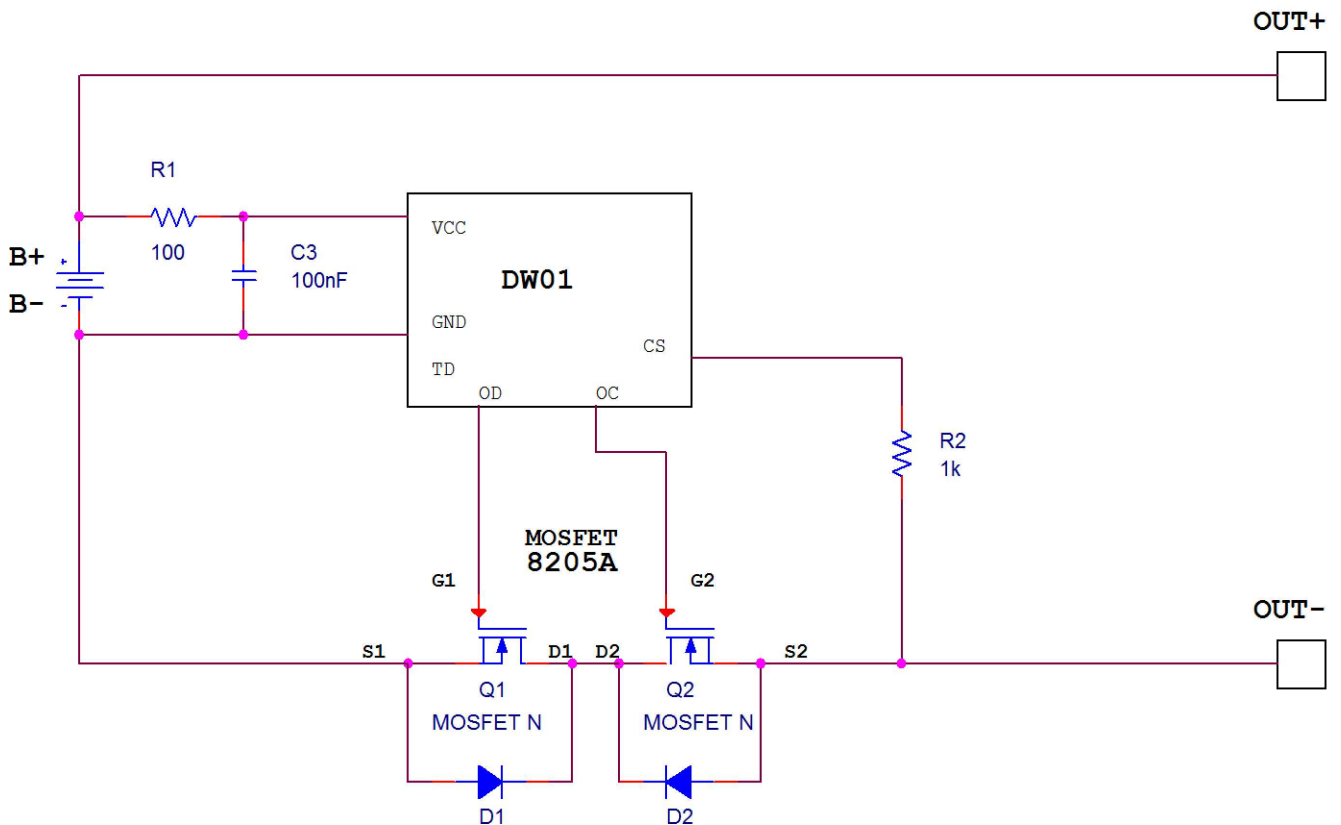 OUT+
R1
100
C3
100nF
B+
+
B-
-
VCC
DW01
GND
TD
CS
OD
OC
R2
1k
MOSFET
8205A
G1
G2
S1
D1
D2
S2
OUT-
Q1
MOSFET N
Q2
MOSFET N
D1
D2